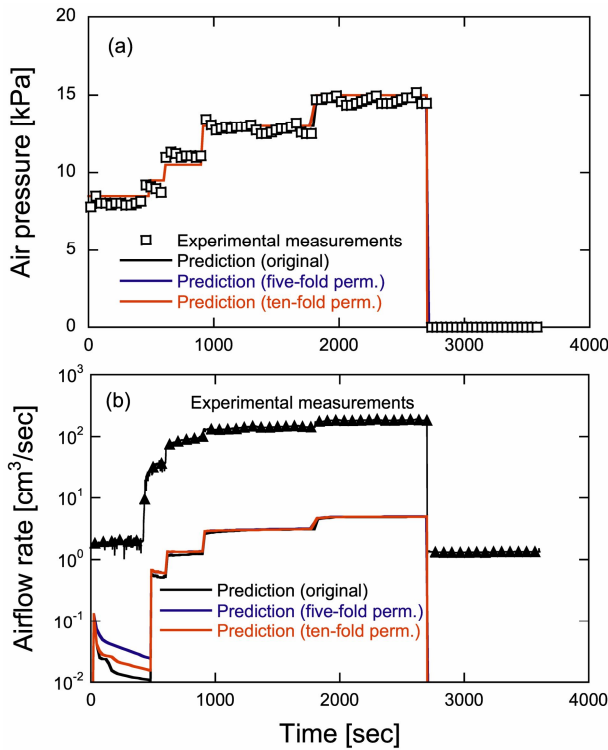 (a)
Air pressure [kPa]
20
15
10
5
0
Experimental measurements
Prediction (original)
Prediction (five-fold perm.)
Prediction (ten-fold perm.)
0 1000 2000 3000 4000
(b)
Experimental measurements
Airflow rate [cm³/sec]
10³
10²
10¹
10⁰
10⁻¹
10⁻²
Prediction (original)
Prediction (five-fold perm.)
Prediction (ten-fold perm.)
0 1000 2000 3000 4000
Time [sec]